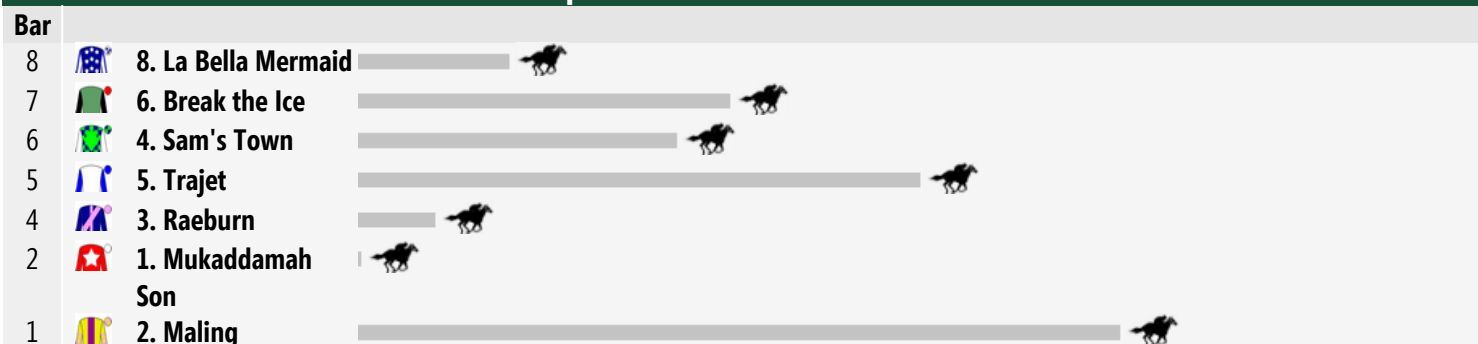 Bar
8 8. La Bella Mermaid
7 6. Break the Ice
6 4. Sam's Town
5 5. Trajet
4 3. Raeburn
2 1. Mukaddamah
Son
1 2. Maling